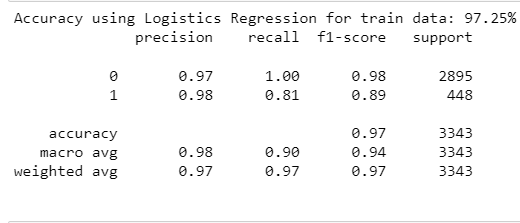 Accuracy using Logistics Regression for train data: 97.25%
precision recall f1-score support
0 0.97 1.00 0.98 2895
1 0.98 0.81 0.89 448
accuracy 0.97 3343
macro avg 0.98 0.90 0.94 3343
weighted avg 0.97 0.97 0.97 3343